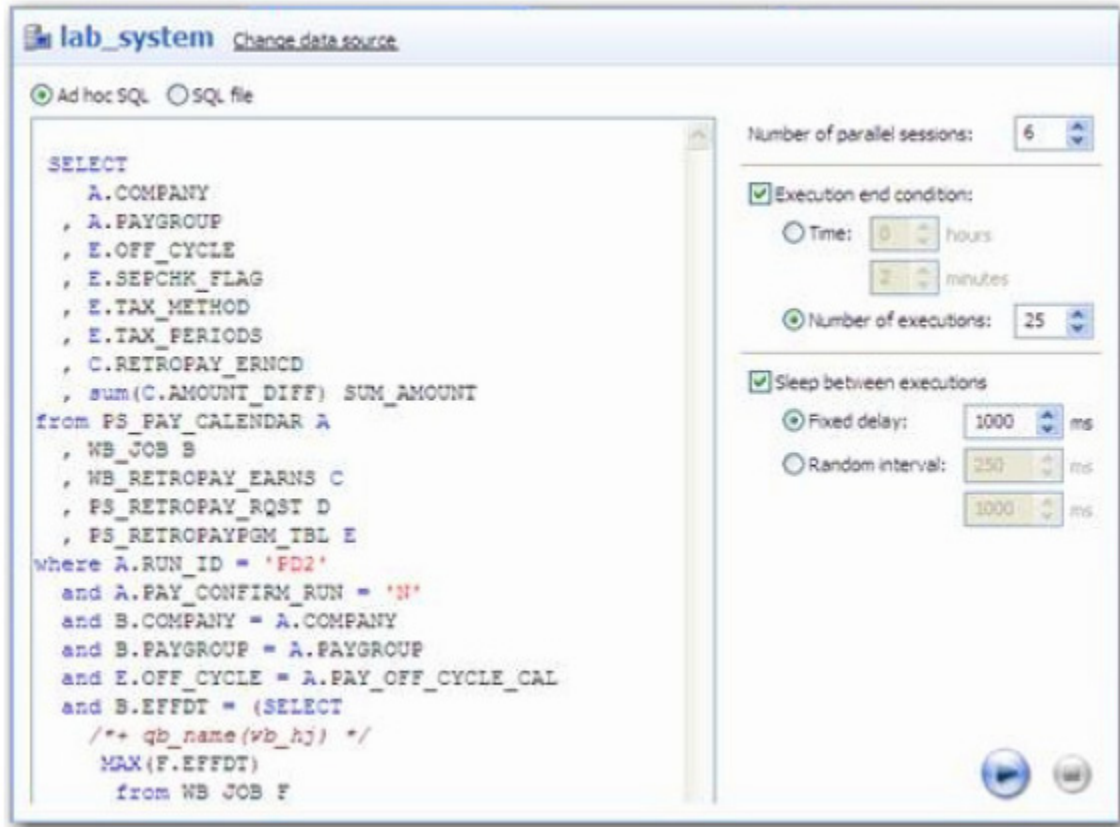 lab_system Change data source
Ad hoc SQL SQL file
SELECT
A.COMPANY
, A.PAYGROUP
, E.OFF_CYCLE
, E.SEPCHK_FLAG
, E.TAX_METHOD
, E.TAX_PERIODS
, C.RETROPAY_ERNCD
, sum(C.AMOUNT_DIFF) SUM_AMOUNT
from PS_PAY_CALENDAR A
, WB_JOB B
, WB_RETROPAY_EARNS C
, PS_RETROPAY_RQST D
, PS_RETROPAYPGM_TBL E
where A.RUN_ID = 'PD2'
and A.PAY_CONFIRM_RUN = 'N'
and B.COMPANY = A.COMPANY
and B.PAYGROUP = A.PAYGROUP
and E.OFF_CYCLE = A.PAY_OFF_CYCLE_CAL
and B.EFFDT = (SELECT
/*+ qb_name(wb_hj) */
MAX(F.EFFDT)
from WB_JOB F
Number of parallel sessions: 6
Execution end condition:
Time: 0 hours
2 minutes
Number of executions: 25
Sleep between executions
Fixed delay: 1000 ms
Random interval: 250 ms
1000 ms